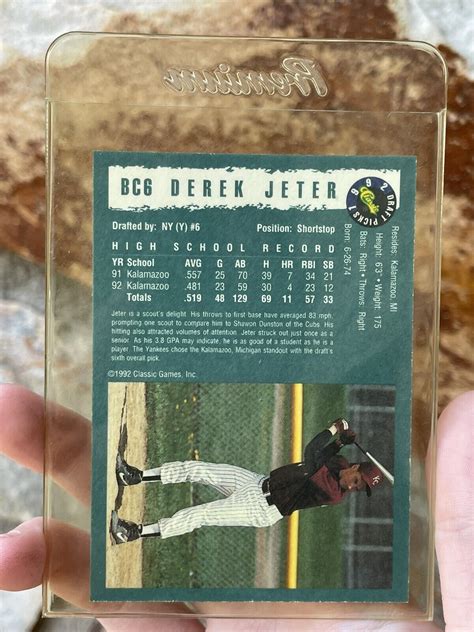 Premium
BC6 DEREK JETER
1992 DRAFT PICKS
Classic
Drafted by: NY (Y) #6 Position: Shortstop
HIGH SCHOOL RECORD
YR School AVG G AB H HR RBI SB
91 Kalamazoo .557 25 70 39 7 34 21
92 Kalamazoo .481 23 59 30 4 23 12
Totals .519 48 129 69 11 57 33
Jeter is a scout's delight. His throws to first base have averaged 83 mph,
prompting one scout to compare him to Shawon Dunston of the Cubs. His
hitting also attracted volumes of attention. Jeter struck out just once as a
senior. As his 3.8 GPA may indicate, he is as good of a student as he is a
player. The Yankees chose the Kalamazoo, Michigan standout with the draft's
sixth overall pick.
©1992 Classic Games, Inc.
Resides: Kalamazoo, MI
Height: 6'3" • Weight: 175
Bats: Right • Throws: Right
Born: 6-26-74
K